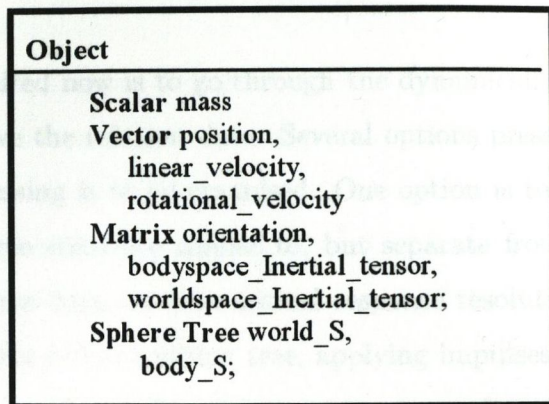 Object
Scalar mass
Vector position,
linear_velocity,
rotational_velocity
Matrix orientation,
bodyspace_Inertial_tensor,
worldspace_Inertial_tensor;
Sphere Tree world_S,
body_S;